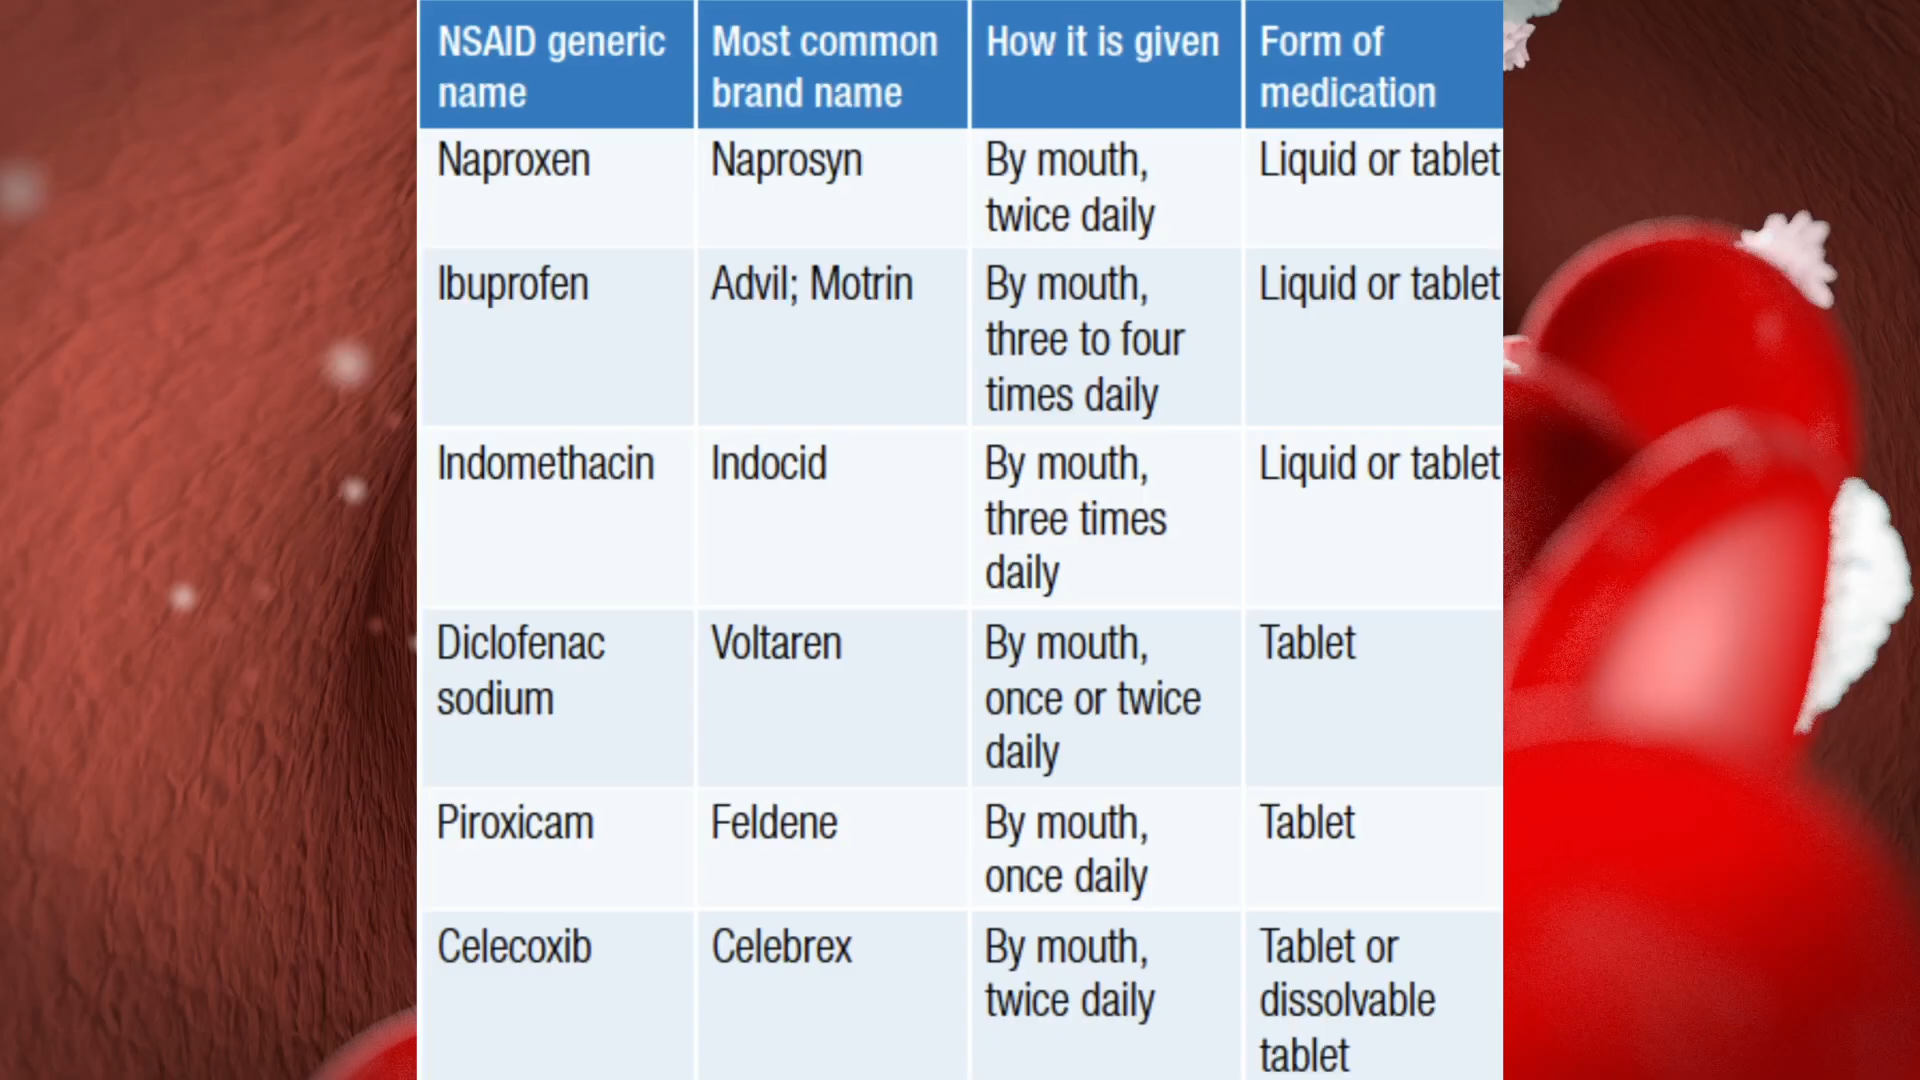 NSAID generic name
Most common brand name
How it is given
Form of medication
Naproxen
Naprosyn
By mouth,
twice daily
Liquid or tablet
Ibuprofen
Advil; Motrin
By mouth,
three to four
times daily
Liquid or tablet
Indomethacin
Indocid
By mouth,
three times
daily
Liquid or tablet
Diclofenac
sodium
Voltaren
By mouth,
once or twice
daily
Tablet
Piroxicam
Feldene
By mouth,
once daily
Tablet
Celecoxib
Celebrex
By mouth,
twice daily
Tablet or
dissolvable
tablet